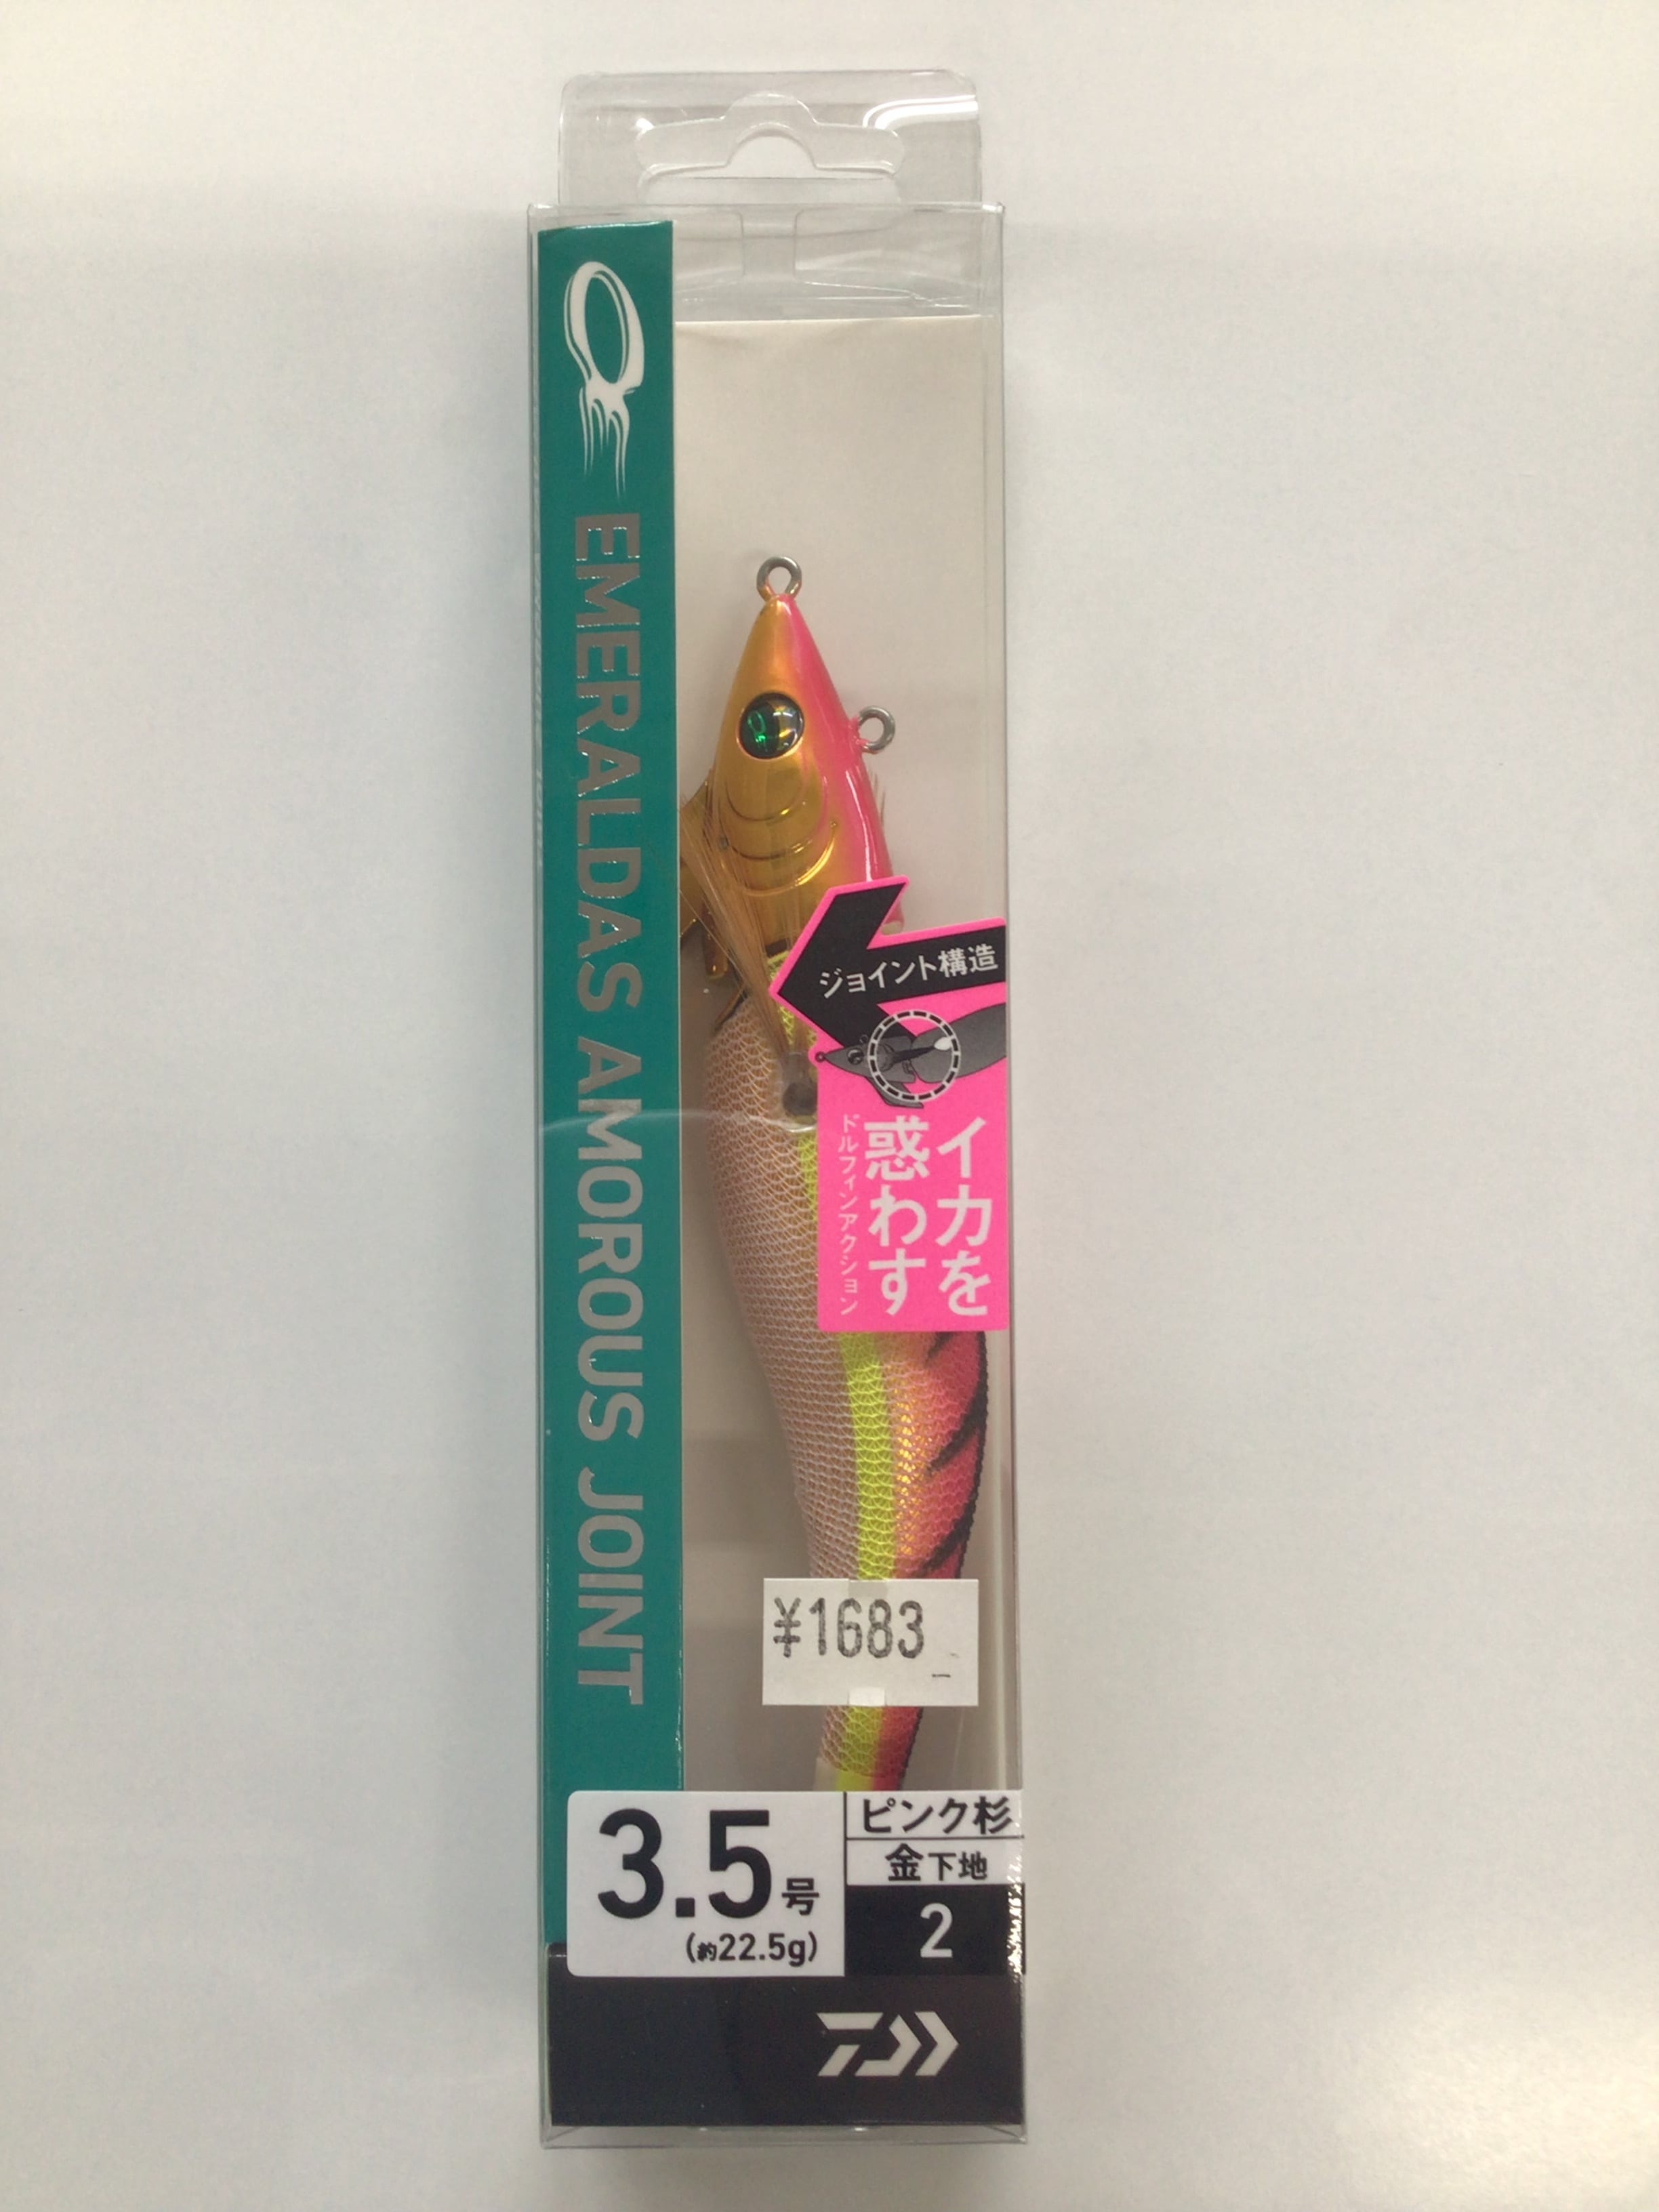 EMERALDAS AMOROUS JOINT
ジョイント構造
イカを
惑わす
ドルフィンアクション
¥1683
3.5号
(約22.5g)
ピンク杉
金下地
2